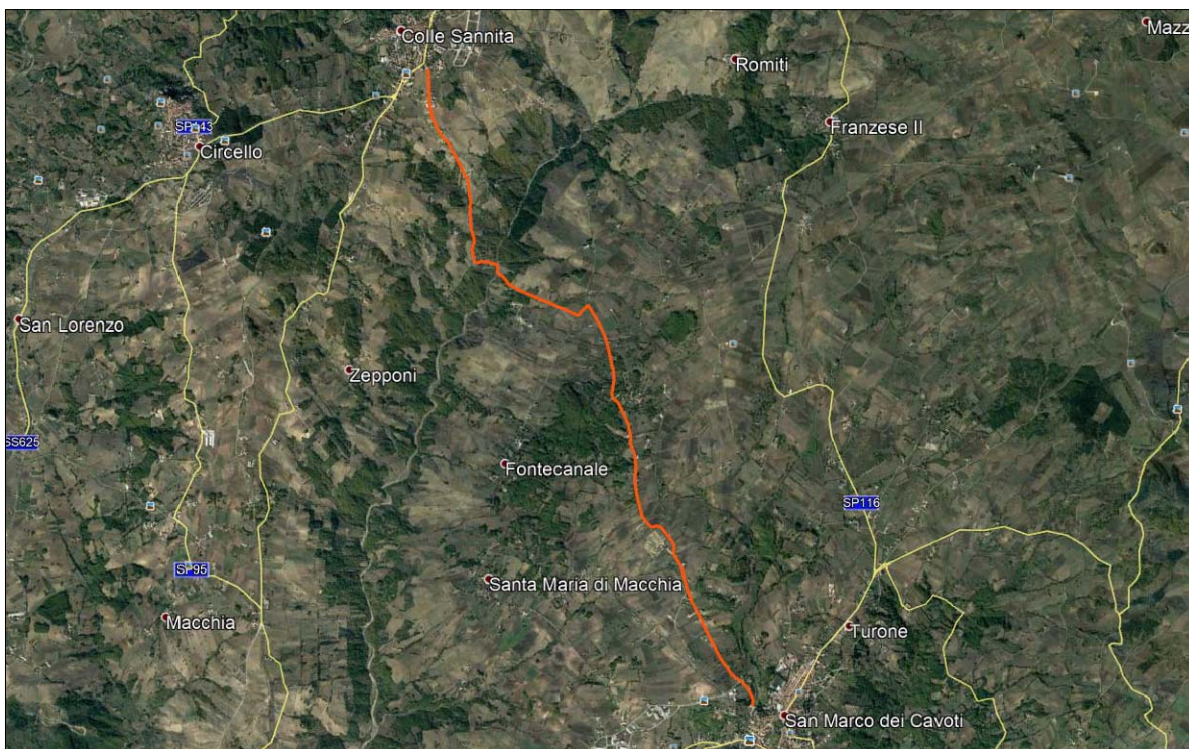 Colle Sannita
Mazz
Romiti
SP143
Circello
Franzese II
San Lorenzo
Zepponi
SS625
Fontecanale
SP116
SP95
Santa Maria di Macchia
Macchia
Turone
San Marco dei Cavoti